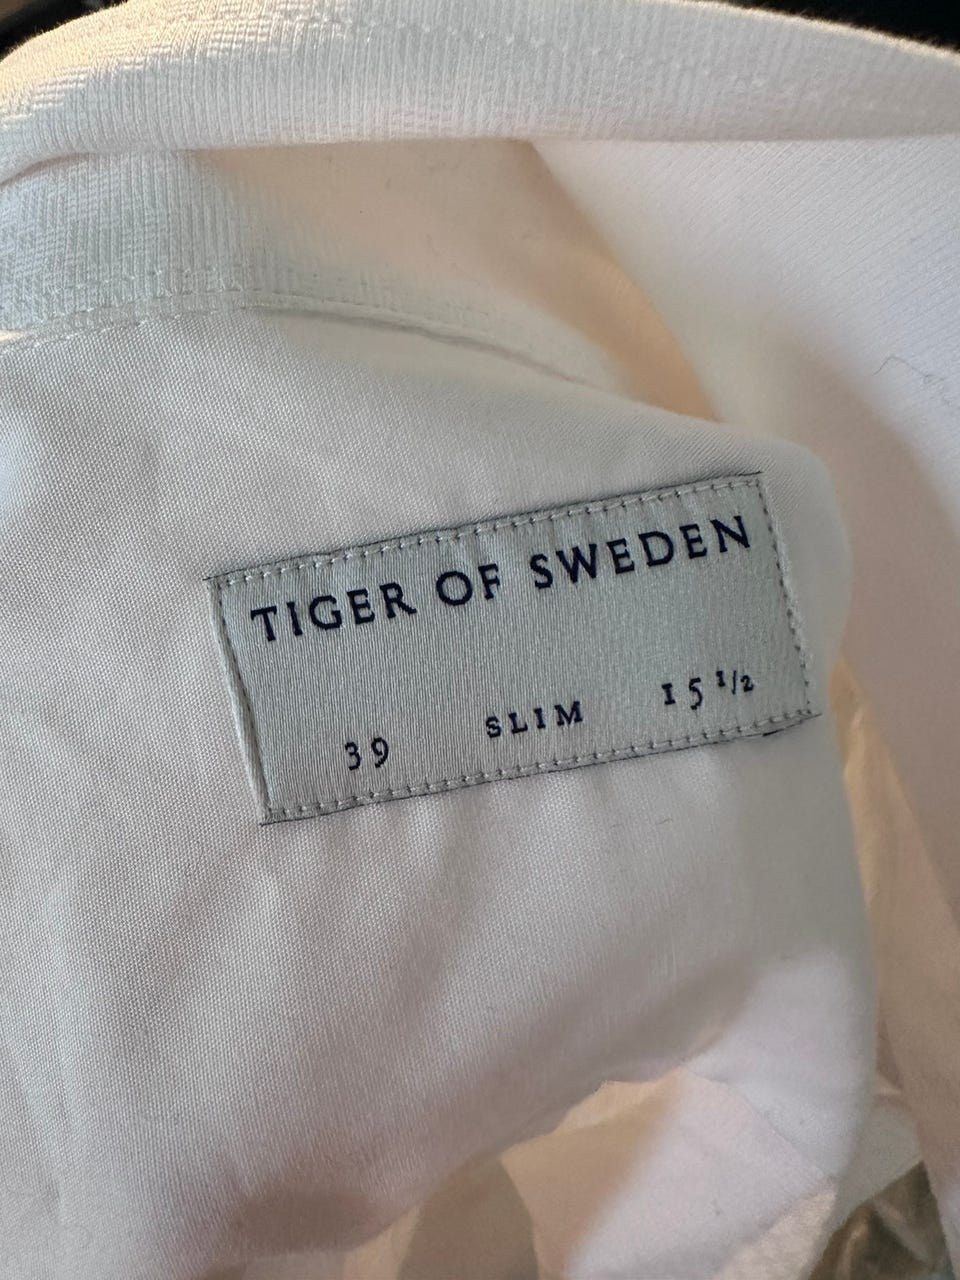 TIGER OF SWEDEN
39 SLIM 15 1/2